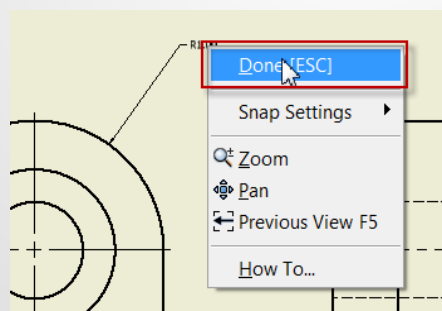 Done [ESC]
Snap Settings
Zoom
Pan
Previous View F5
How To...